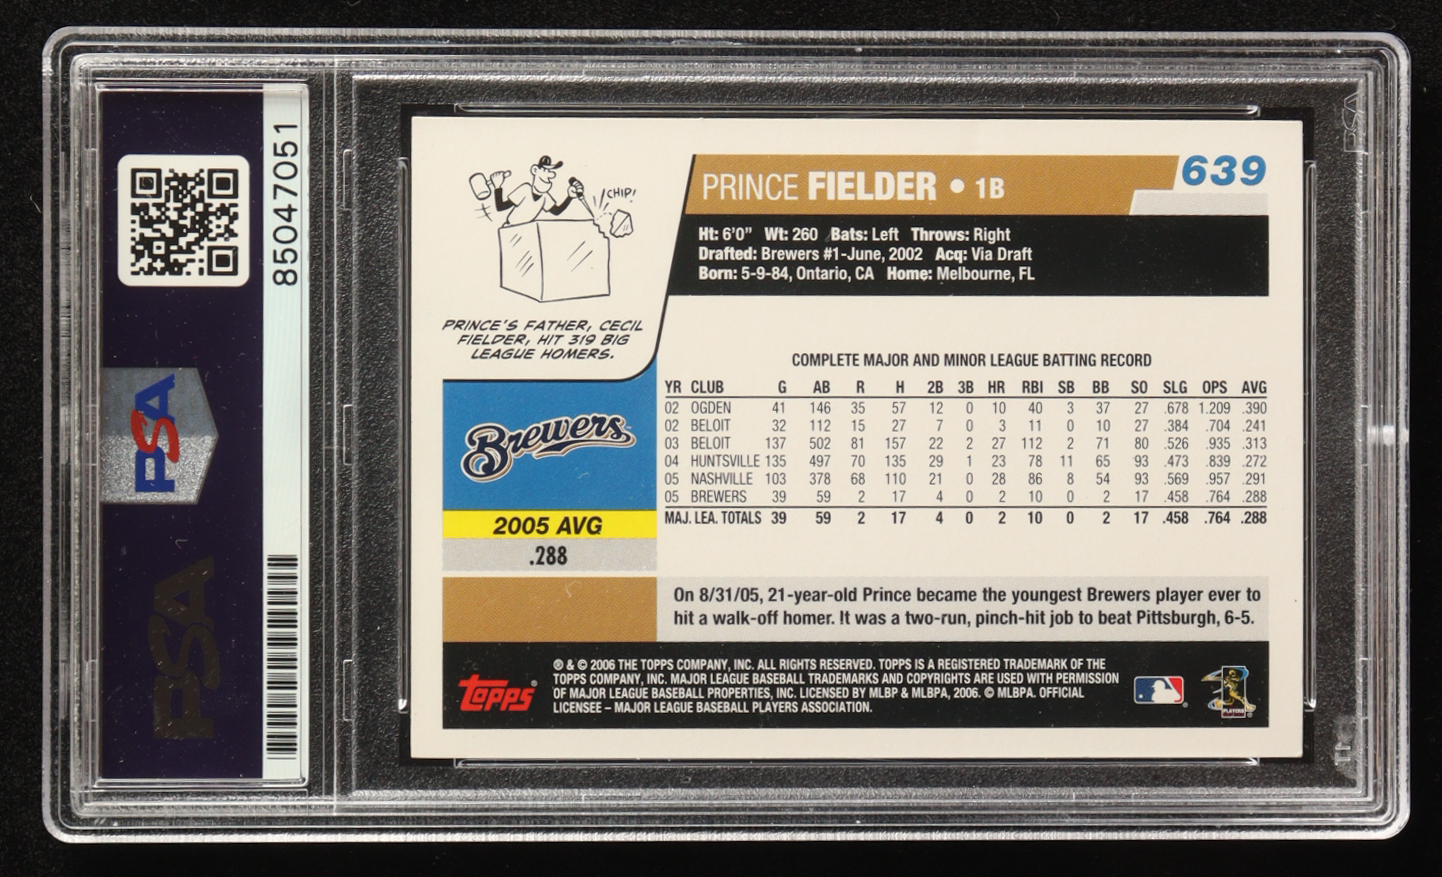 85047051
PSA
PSA
CHIP!
PRINCE'S FATHER, CECIL
FIELDER, HIT 319 BIG
LEAGUE HOMERS.
639
PRINCE FIELDER • 1B
Ht: 6'0" Wt: 260 Bats: Left Throws: Right
Drafted: Brewers #1-June, 2002 Acq: Via Draft
Born: 5-9-84, Ontario, CA Home: Melbourne, FL
Brewers
2005 AVG
.288
COMPLETE MAJOR AND MINOR LEAGUE BATTING RECORD
YR CLUB G AB R H 2B 3B HR RBI SB BB SO SLG OPS AVG
02 OGDEN 41 146 35 57 12 0 10 40 3 37 27 .678 1.209 .390
02 BELOIT 32 112 15 27 7 0 3 11 0 10 27 .384 .704 .241
03 BELOIT 137 502 81 157 22 2 27 112 2 71 80 .526 .935 .313
04 HUNTSVILLE 135 497 70 135 29 1 23 78 11 65 93 .473 .839 .272
05 NASHVILLE 103 378 68 110 21 0 28 86 8 54 93 .569 .957 .291
05 BREWERS 39 59 2 17 4 0 2 10 0 2 17 .458 .764 .288
MAJ. LEA. TOTALS 39 59 2 17 4 0 2 10 0 2 17 .458 .764 .288
On 8/31/05, 21-year-old Prince became the youngest Brewers player ever to
hit a walk-off homer. It was a two-run, pinch-hit job to beat Pittsburgh, 6-5.
Topps
® & © 2006 THE TOPPS COMPANY, INC. ALL RIGHTS RESERVED. TOPPS IS A REGISTERED TRADEMARK OF THE
TOPPS COMPANY, INC. MAJOR LEAGUE BASEBALL TRADEMARKS AND COPYRIGHTS ARE USED WITH PERMISSION
OF MAJOR LEAGUE BASEBALL PROPERTIES, INC. LICENSED BY MLBP & MLBPA, 2006. © MLBPA. OFFICIAL
LICENSEE – MAJOR LEAGUE BASEBALL PLAYERS ASSOCIATION.
PLAYERS
PSA